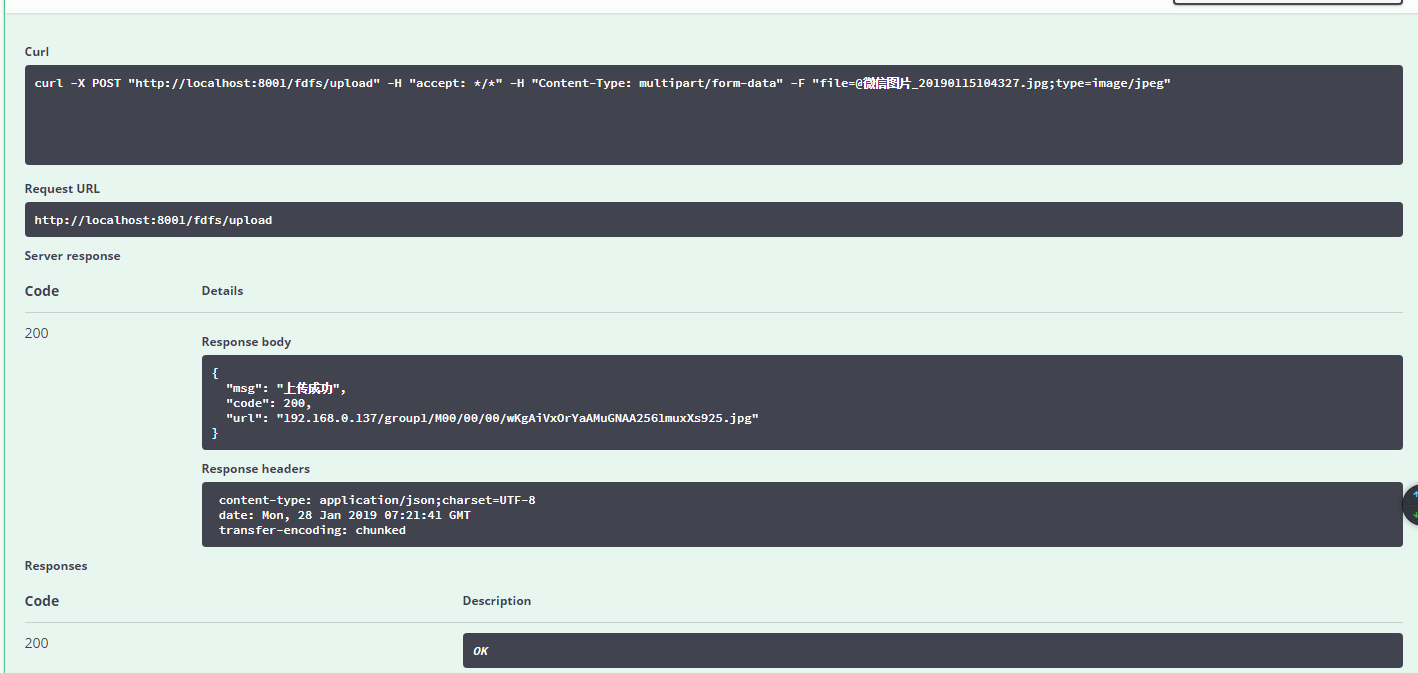 Curl
curl -X POST "http://localhost:8001/fdfs/upload" -H "accept: */*" -H "Content-Type: multipart/form-data" -F "file=@微信图片_20190115104327.jpg;type=image/jpeg"
Request URL
http://localhost:8001/fdfs/upload
Server response
Code Details
200
Response body
{
"msg": "上传成功",
"code": 200,
"url": "192.168.0.137/group1/M00/00/00/wKgAiVxOrYaAMuGNAA256lmuxXs925.jpg"
}
Response headers
content-type: application/json;charset=UTF-8
date: Mon, 28 Jan 2019 07:21:41 GMT
transfer-encoding: chunked
Responses
Code Description
200
OK